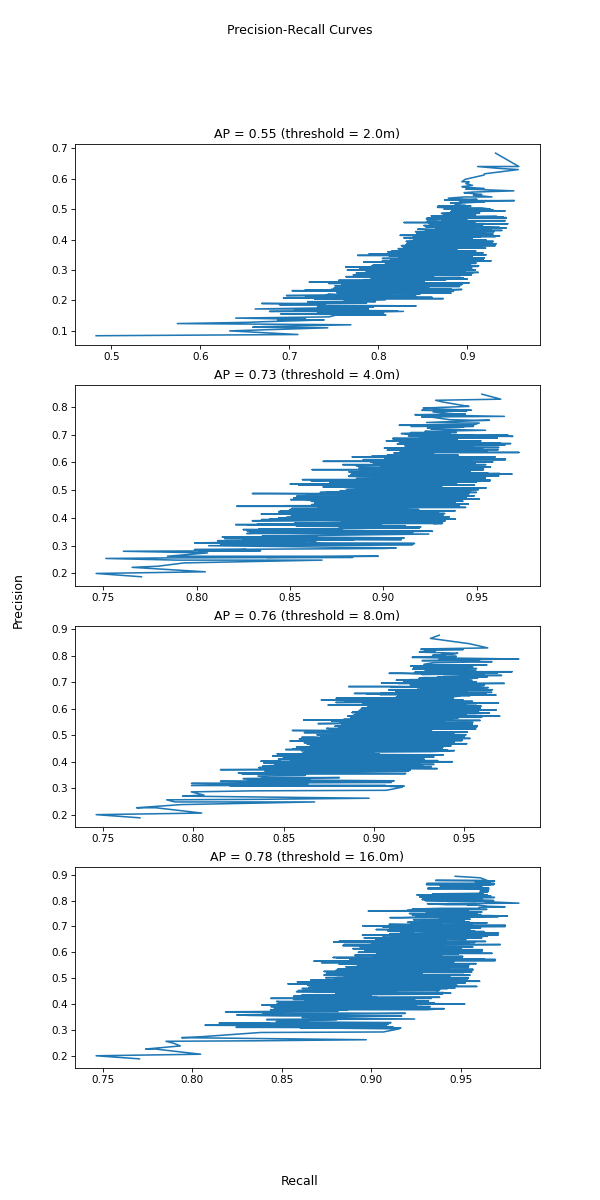 Precision-Recall Curves
AP = 0.55 (threshold = 2.0m)
0.7
0.6
0.5
0.4
0.3
0.2
0.1
0.5 0.6 0.7 0.8 0.9
AP = 0.73 (threshold = 4.0m)
0.8
0.7
0.6
0.5
0.4
0.3
0.2
0.75 0.80 0.85 0.90 0.95
Precision
AP = 0.76 (threshold = 8.0m)
0.9
0.8
0.7
0.6
0.5
0.4
0.3
0.2
0.75 0.80 0.85 0.90 0.95
AP = 0.78 (threshold = 16.0m)
0.9
0.8
0.7
0.6
0.5
0.4
0.3
0.2
0.75 0.80 0.85 0.90 0.95
Recall